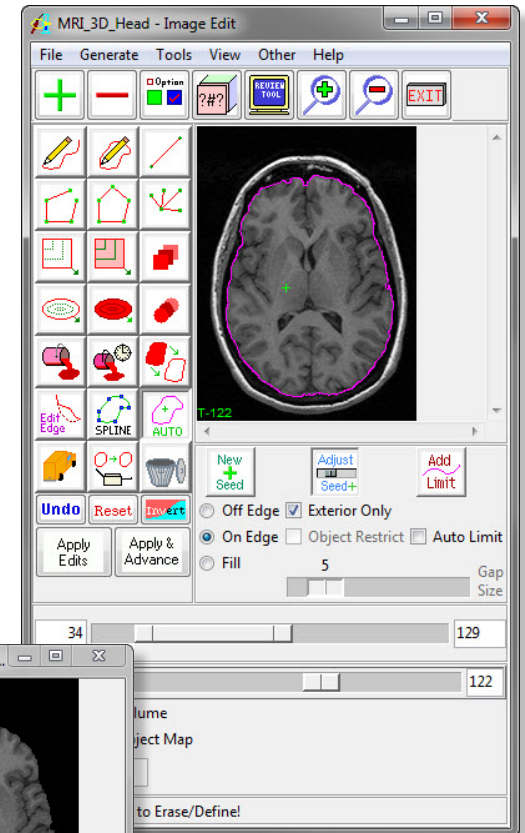 MRI_3D_Head - Image Edit
File Generate Tools View Other Help
Option
?#?
REVIEW
TOOL
EXIT
T-122
Edit
Edge
SPLINE
AUTO
New
Seed
Adjust
Seed+
Add
Limit
Undo Reset Invert
Off Edge Exterior Only
On Edge Object Restrict Auto Limit
Apply
Edits
Apply &
Advance
Fill 5 Gap
Size
34 129
122
lume
ject Map
to Erase/Define!